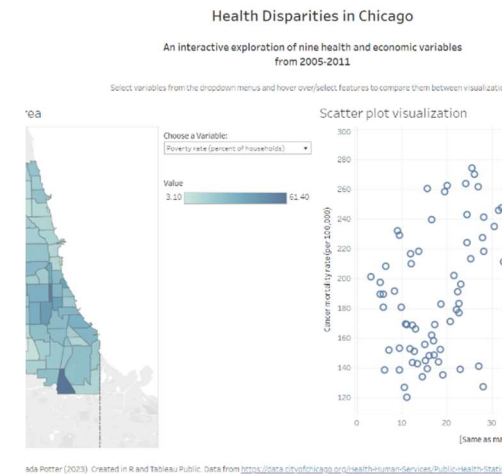 Health Disparities in Chicago
An interactive exploration of nine health and economic variables
from 2005-2011
Select variables from the dropdown menus and hover over/select features to compare them between visualizatio
rea
Scatter plot visualization
Choose a Variable:
Poverty rate (percent of households)
Value
3.10
61.40
Cancer mortality rate (per 100,000)
300
280
260
240
220
200
180
160
140
120
0
10
20
30
[Same as ma
ada Potter (2023) Created in R and Tableau Public. Data from https://data.cityofchicago.org/Health-Human-Services/Public-Health-Stati